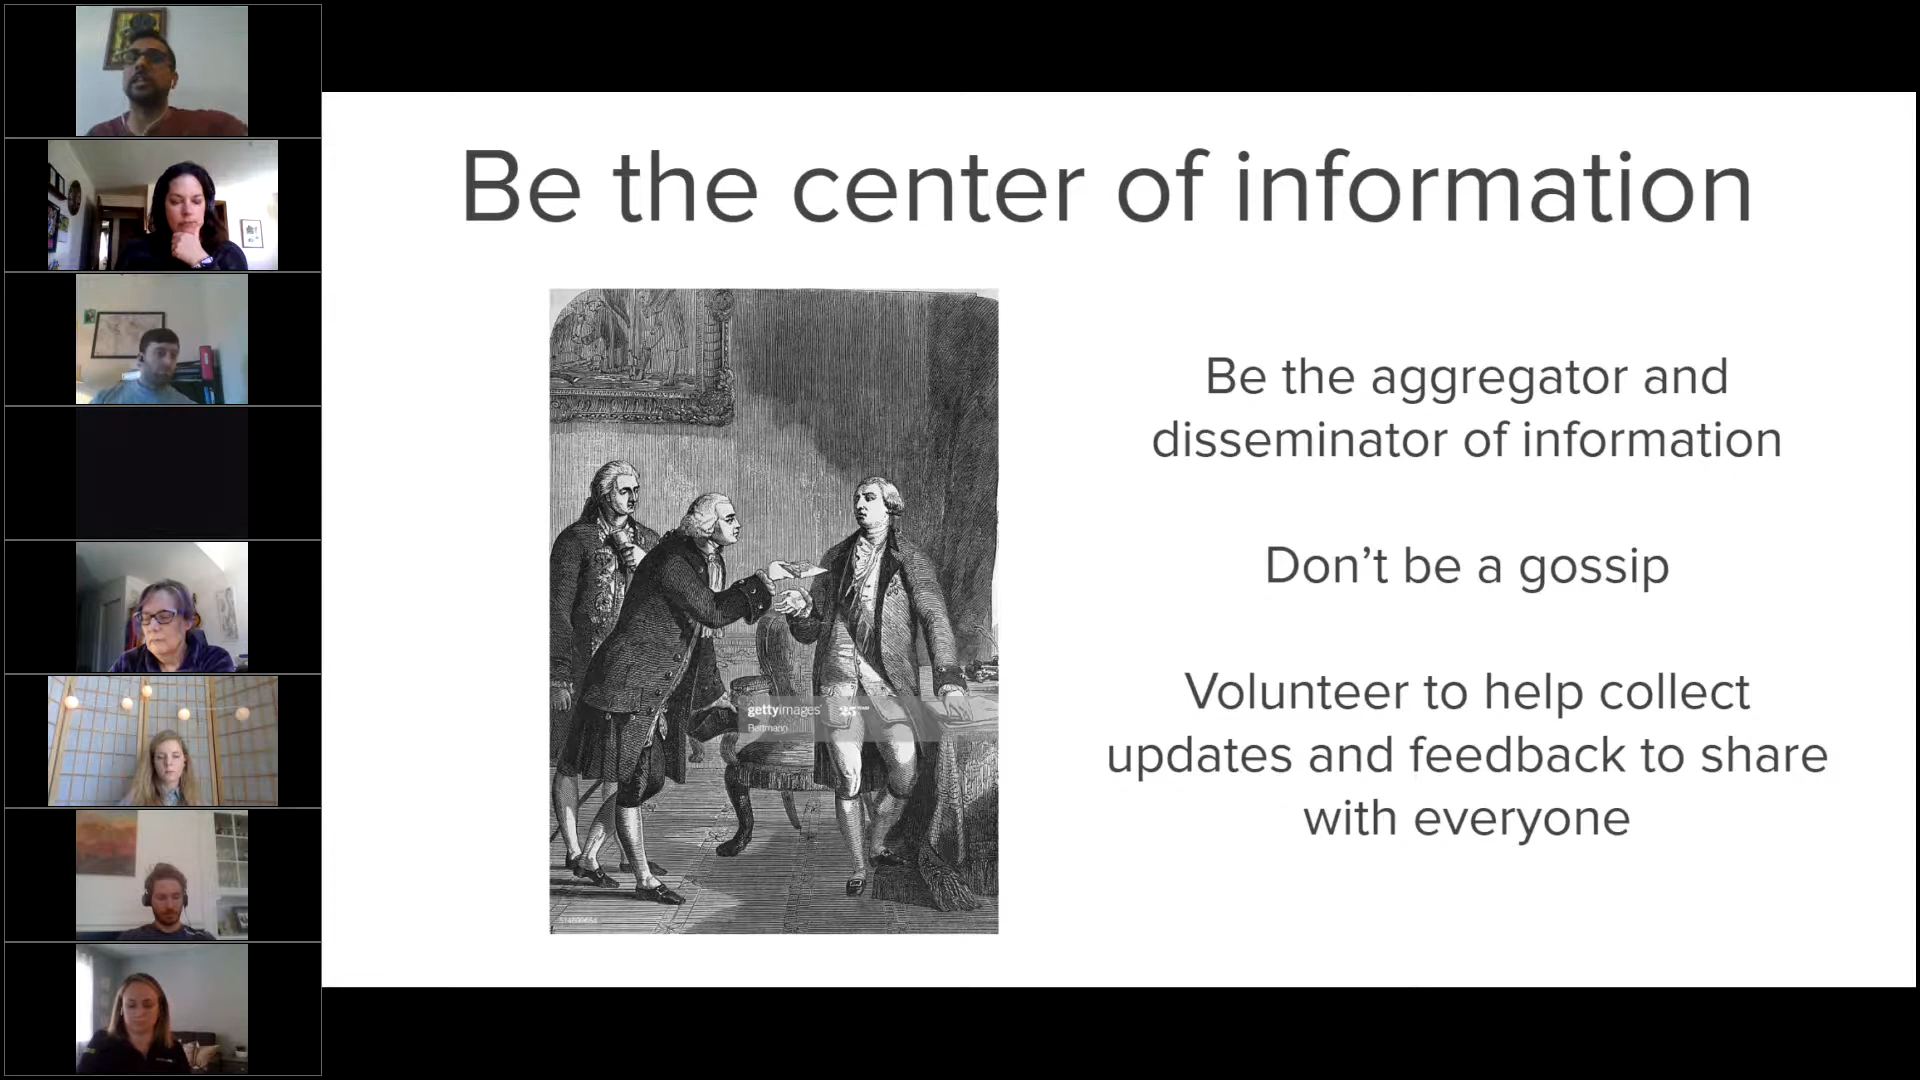 Be the center of information
Be the aggregator and
disseminator of information
Don’t be a gossip
Volunteer to help collect
updates and feedback to share
with everyone
gettyimages
Bettmann